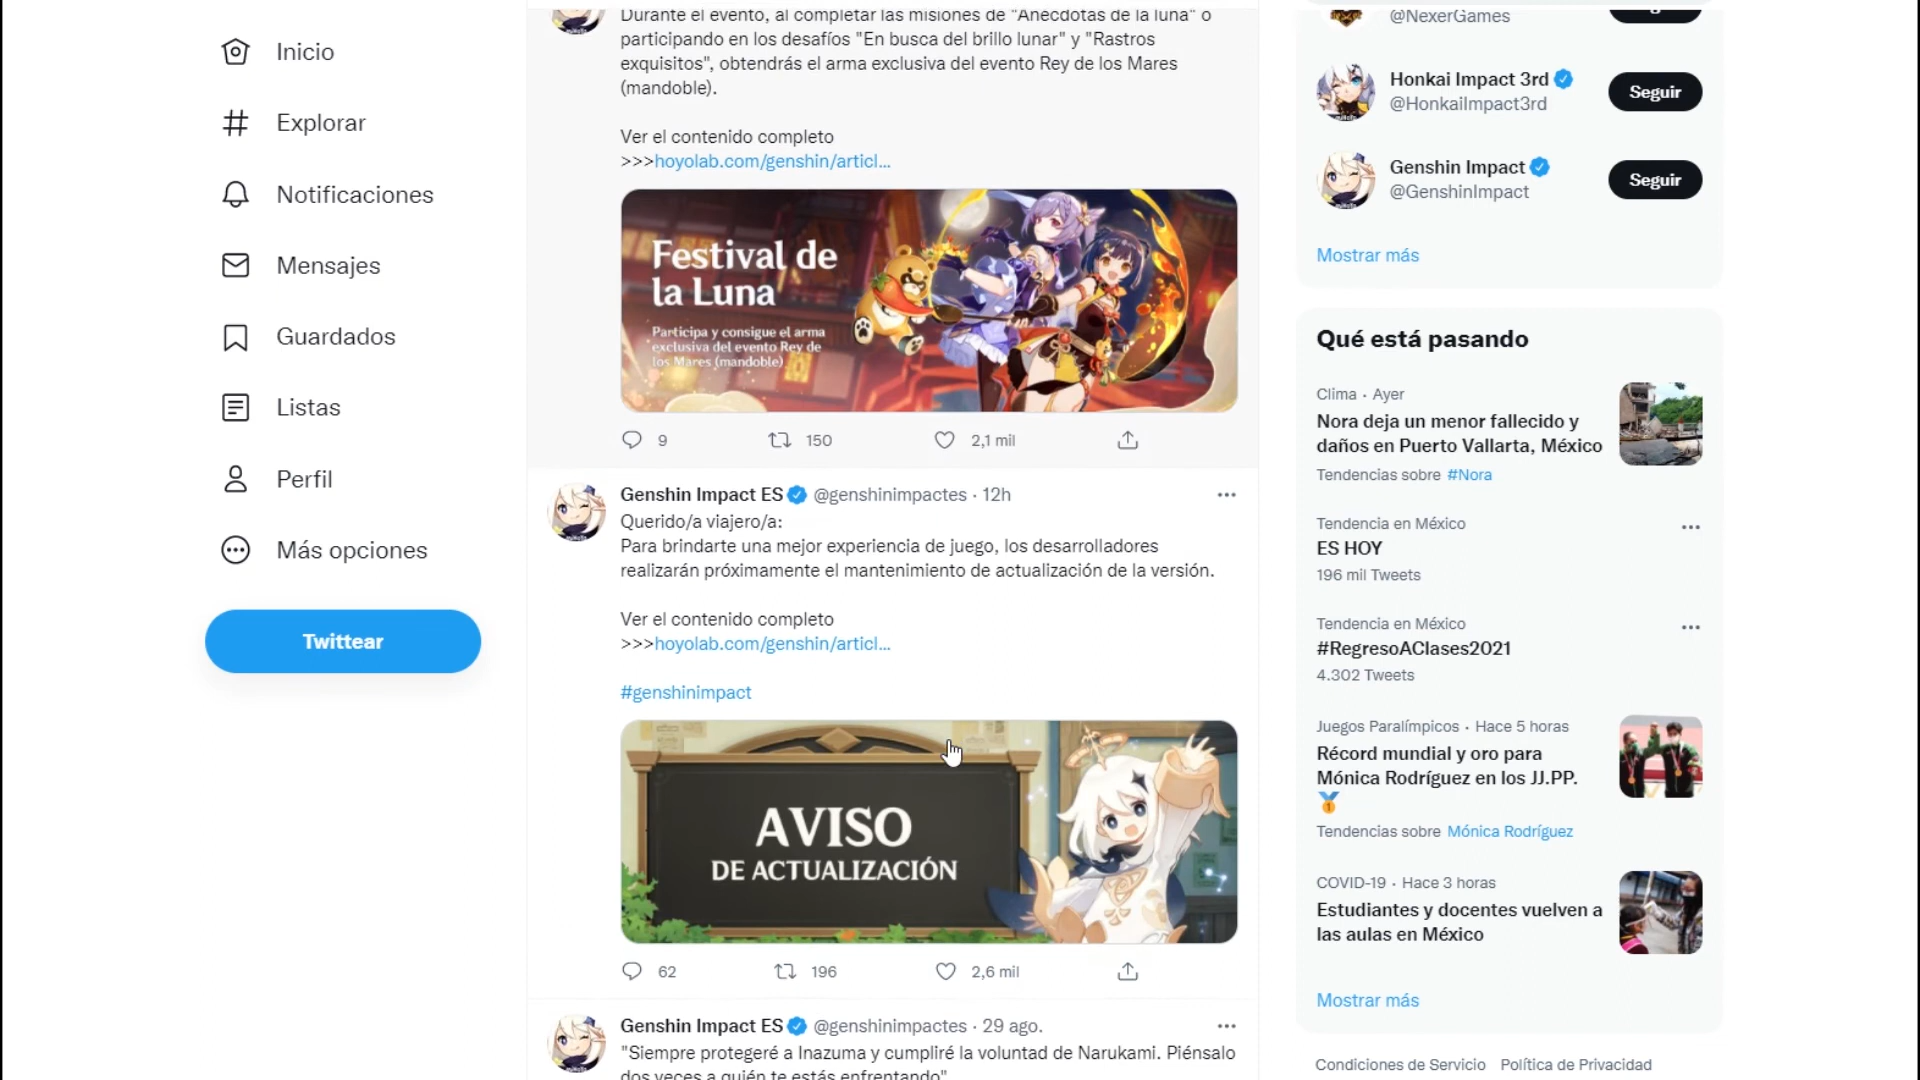 Inicio
Explorar
Notificaciones
Mensajes
Guardados
Listas
Perfil
Más opciones
Twittear
Durante el evento, al completar las misiones de "Anécdotas de la luna" o
participando en los desafíos "En busca del brillo lunar" y "Rastros
exquisitos", obtendrás el arma exclusiva del evento Rey de los Mares
(mandoble).
Ver el contenido completo
>>>hoyolab.com/genshin/articl...
Festival de
la Luna
Participa y consigue el arma
exclusiva del evento Rey de
los Mares (mandoble)
9 150 2,1 mil
Genshin Impact ES @genshinimpactes · 12h
Querido/a viajero/a:
Para brindarte una mejor experiencia de juego, los desarrolladores
realizarán próximamente el mantenimiento de actualización de la versión.
Ver el contenido completo
>>>hoyolab.com/genshin/articl...
#genshinimpact
AVISO
DE ACTUALIZACIÓN
62 196 2,6 mil
Genshin Impact ES @genshinimpactes · 29 ago.
"Siempre protegeré a Inazuma y cumpliré la voluntad de Narukami. Piénsalo
dos veces a quién te estás enfrentando"
@NexerGames
Honkai Impact 3rd
@HonkaiImpact3rd
Seguir
Genshin Impact
@GenshinImpact
Seguir
Mostrar más
Qué está pasando
Clima · Ayer
Nora deja un menor fallecido y
daños en Puerto Vallarta, México
Tendencias sobre #Nora
Tendencia en México
ES HOY
196 mil Tweets
Tendencia en México
#RegresoAClases2021
4.302 Tweets
Juegos Paralímpicos · Hace 5 horas
Récord mundial y oro para
Mónica Rodríguez en los JJ.PP.
🥇
Tendencias sobre Mónica Rodríguez
COVID-19 · Hace 3 horas
Estudiantes y docentes vuelven a
las aulas en México
Mostrar más
Condiciones de Servicio Política de Privacidad